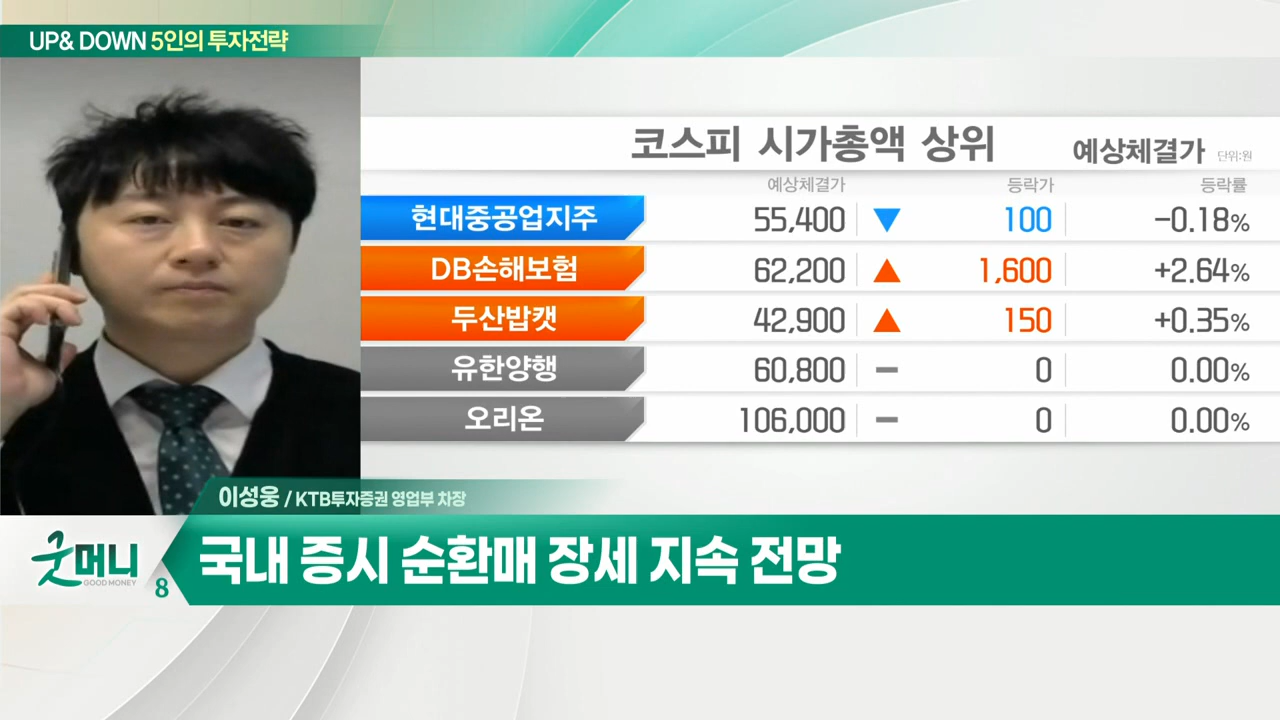 UP& DOWN 5인의 투자전략
코스피 시가총액 상위 예상체결가 단위:원
예상체결가 등락가 등락률
현대중공업지주 55,400 ▼ 100 -0.18%
DB손해보험 62,200 ▲ 1,600 +2.64%
두산밥캣 42,900 ▲ 150 +0.35%
유한양행 60,800 - 0 0.00%
오리온 106,000 - 0 0.00%
이성웅 / KTB투자증권 영업부 차장
굿머니 GOOD MONEY 8
국내 증시 순환매 장세 지속 전망